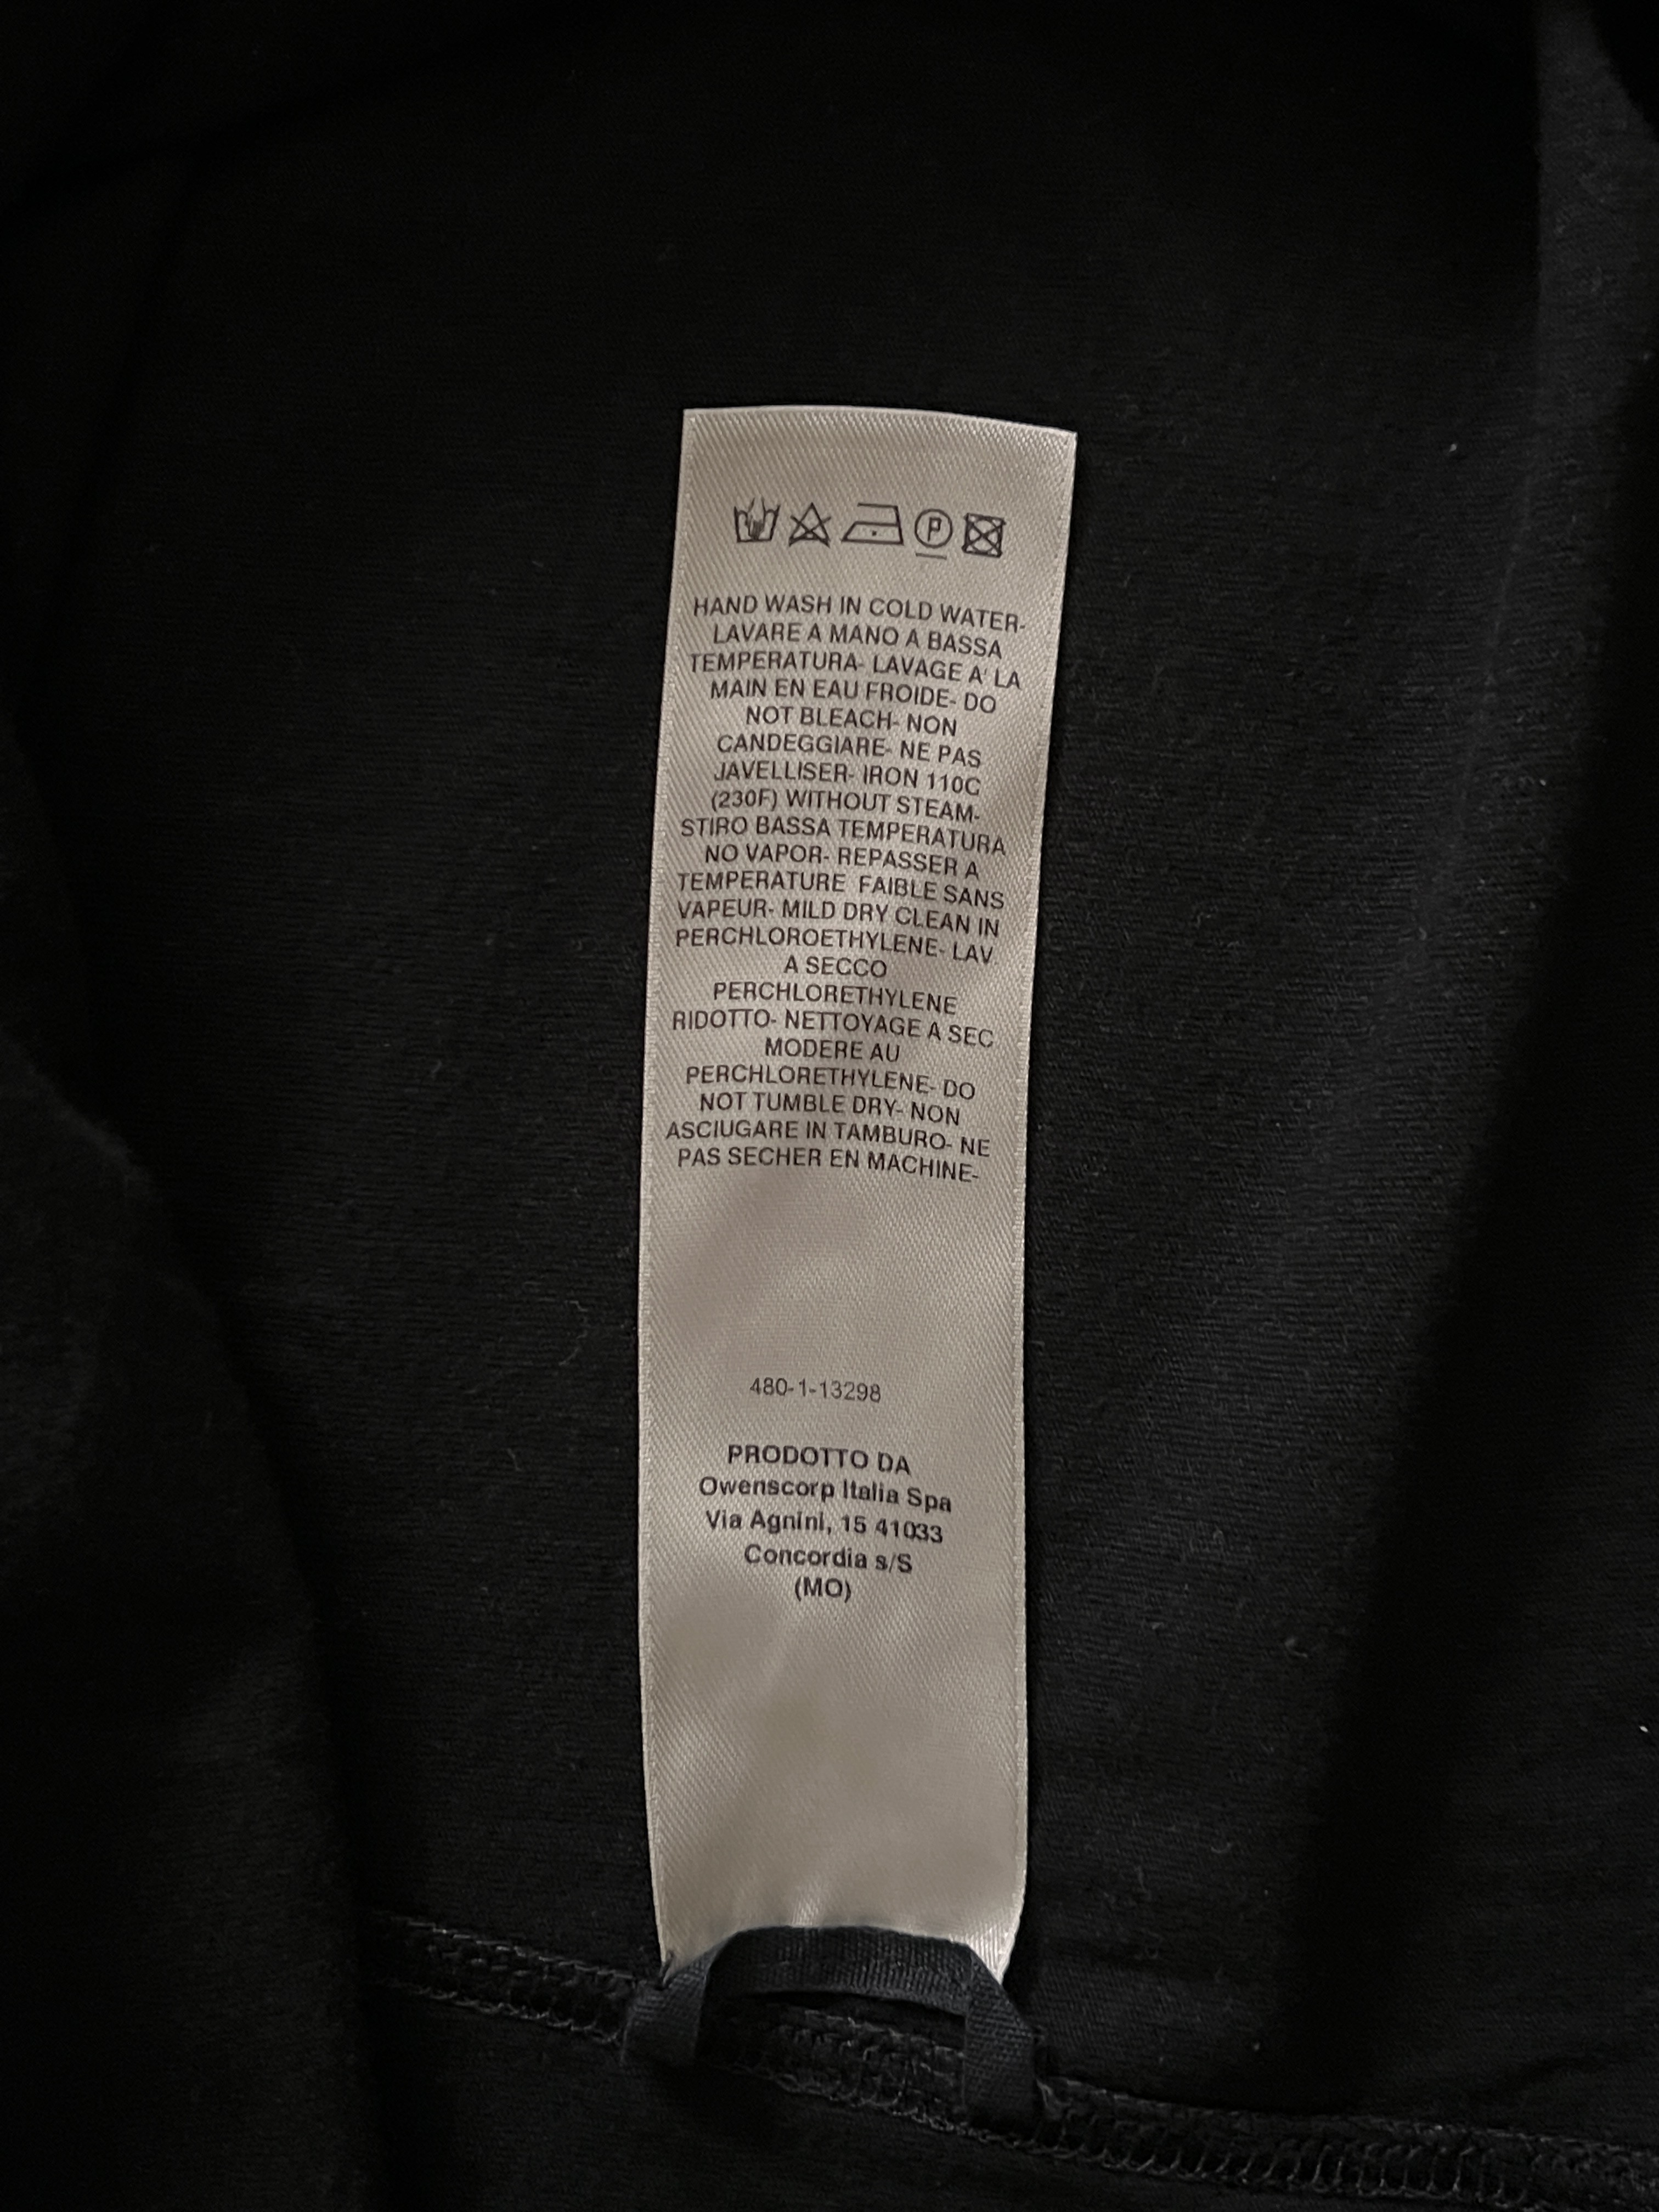 P
HAND WASH IN COLD WATER-
LAVARE A MANO A BASSA
TEMPERATURA- LAVAGE A' LA
MAIN EN EAU FROIDE- DO
NOT BLEACH- NON
CANDEGGIARE- NE PAS
JAVELLISER- IRON 110C
(230F) WITHOUT STEAM-
STIRO BASSA TEMPERATURA
NO VAPOR- REPASSER A
TEMPERATURE FAIBLE SANS
VAPEUR- MILD DRY CLEAN IN
PERCHLOROETHYLENE- LAV.
A SECCO
PERCHLORETHYLENE
RIDOTTO- NETTOYAGE A SEC
MODERE AU
PERCHLORETHYLENE- DO
NOT TUMBLE DRY- NON
ASCIUGARE IN TAMBURO- NE
PAS SECHER EN MACHINE-
480-1-13298
PRODOTTO DA
Owenscorp Italia Spa
Via Agnini, 15 41033
Concordia s/S
(MO)